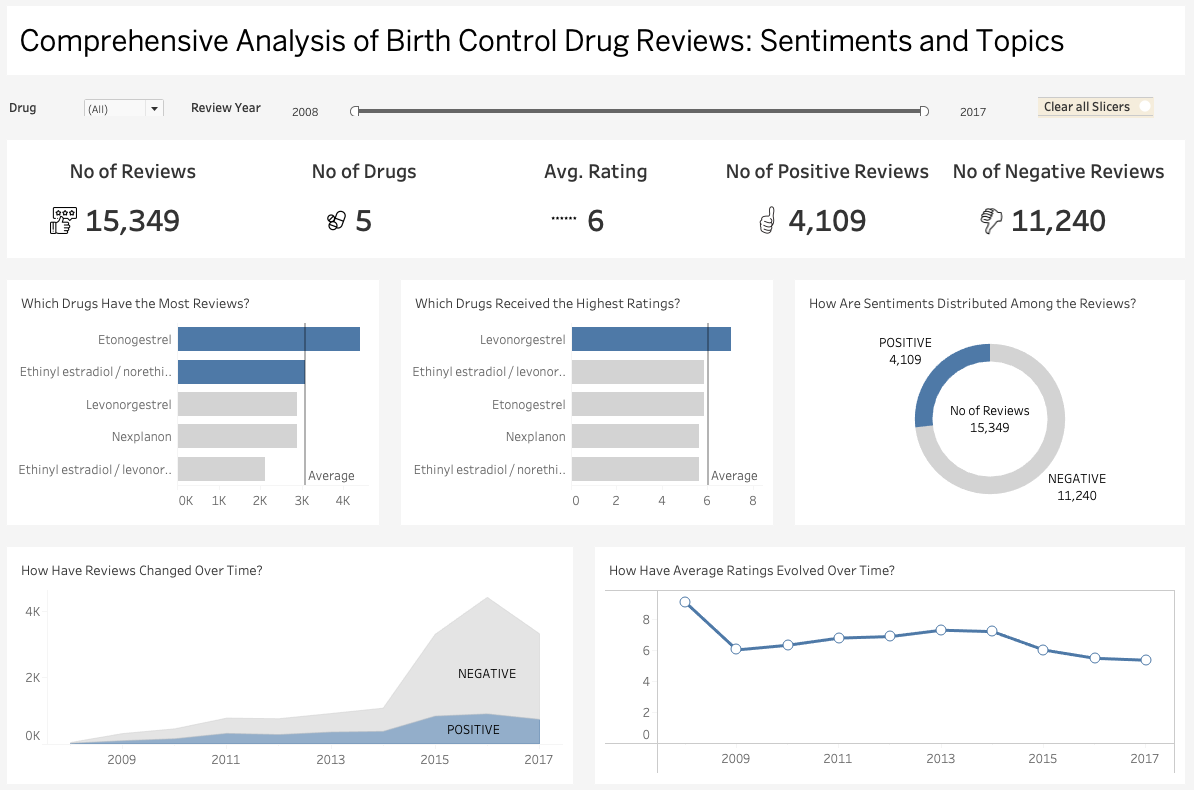 Comprehensive Analysis of Birth Control Drug Reviews: Sentiments and Topics
Drug
(All)
Review Year
2008
2017
Clear all Slicers
No of Reviews
15,349
No of Drugs
5
Avg. Rating
6
No of Positive Reviews
4,109
No of Negative Reviews
11,240
Which Drugs Have the Most Reviews?
Etonogestrel
Ethinyl estradiol / norethi..
Levonorgestrel
Nexplanon
Ethinyl estradiol / levonor..
Average
0K 1K 2K 3K 4K
Which Drugs Received the Highest Ratings?
Levonorgestrel
Ethinyl estradiol / levonor..
Etonogestrel
Nexplanon
Ethinyl estradiol / norethi..
Average
0 2 4 6 8
How Are Sentiments Distributed Among the Reviews?
POSITIVE
4,109
No of Reviews
15,349
NEGATIVE
11,240
How Have Reviews Changed Over Time?
4K
2K
0K
NEGATIVE
POSITIVE
2009 2011 2013 2015 2017
How Have Average Ratings Evolved Over Time?
8
6
4
2
0
2009 2011 2013 2015 2017